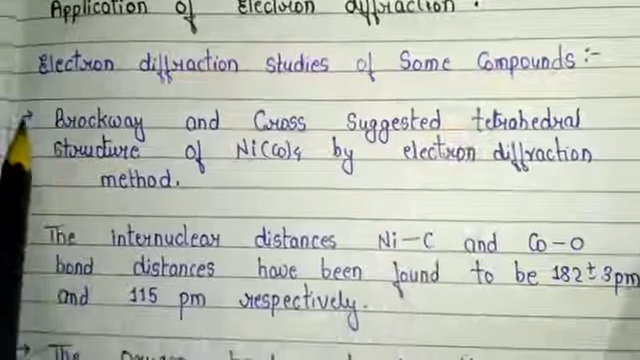 Application of Electron diffraction.
Electron diffraction studies of Some Compounds :-
→ Brockway and Cross suggested tetrahedral
structure of Ni(CO)4 by electron diffraction
method.
The internuclear distances Ni-C and Co-O
bond distances have been found to be 182±3pm
and 115 pm respectively.
→ The